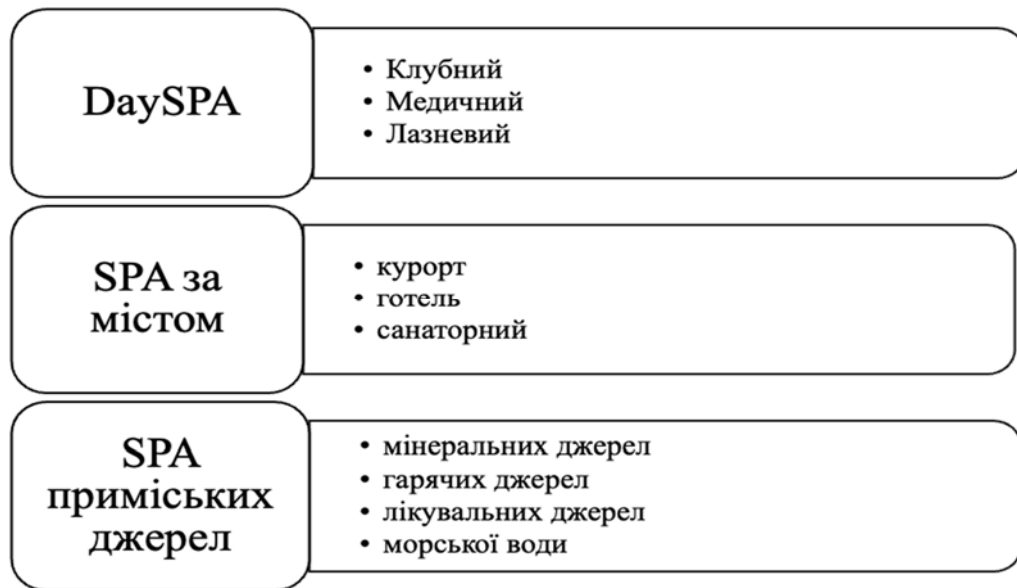 DaySPA
• Клубний
• Медичний
• Лазневий
SPA за
містом
• курорт
• готель
• санаторний
SPA
приміських
джерел
• мінеральних джерел
• гарячих джерел
• лікувальних джерел
• морської води